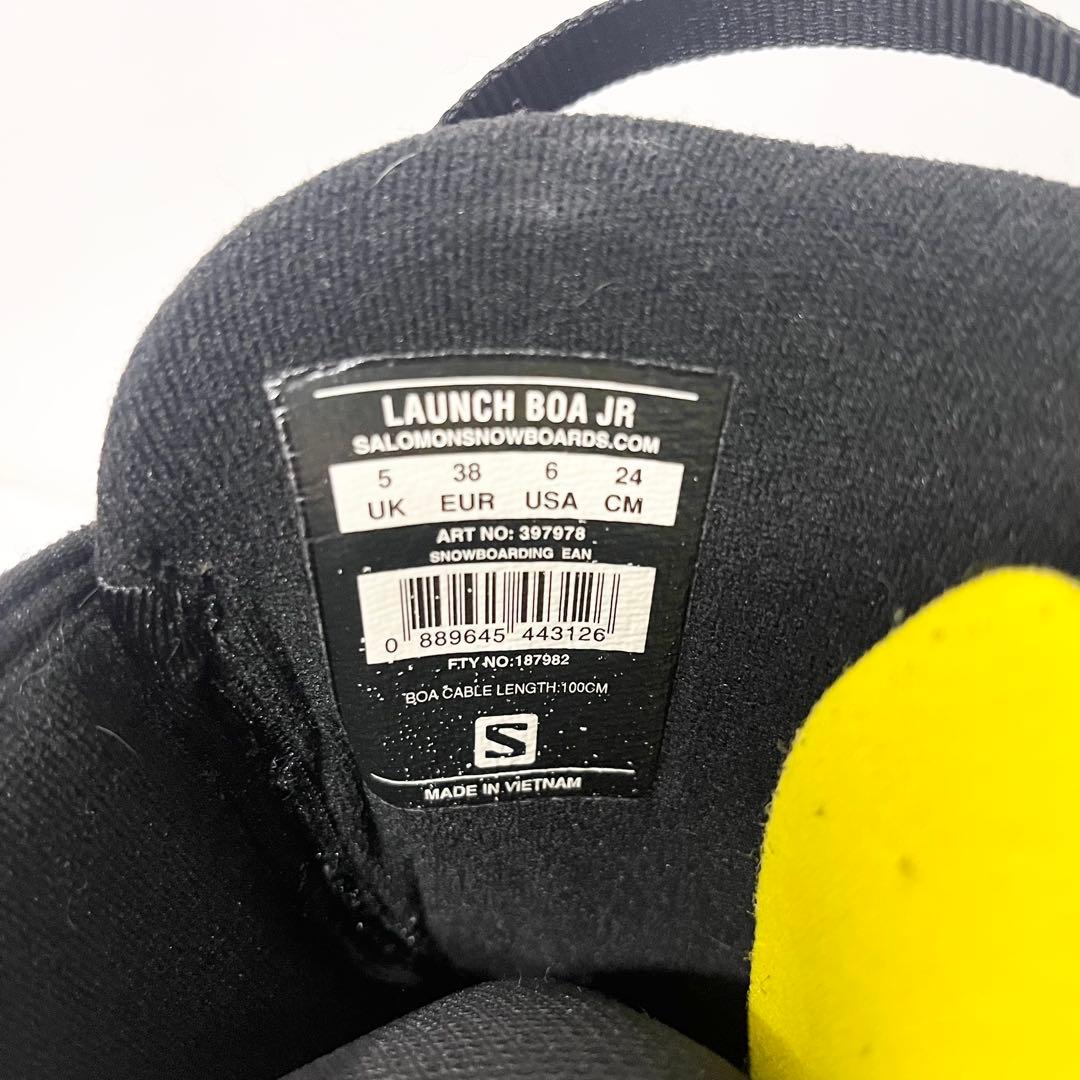 LAUNCH BOA JR
SALOMONSNOWBOARDS.COM
5 38 6 24
UK EUR USA CM
ART NO: 397978
SNOWBOARDING EAN
0 889645 443126
FTY NO:187982
BOA CABLE LENGTH:100CM
S
MADE IN VIETNAM